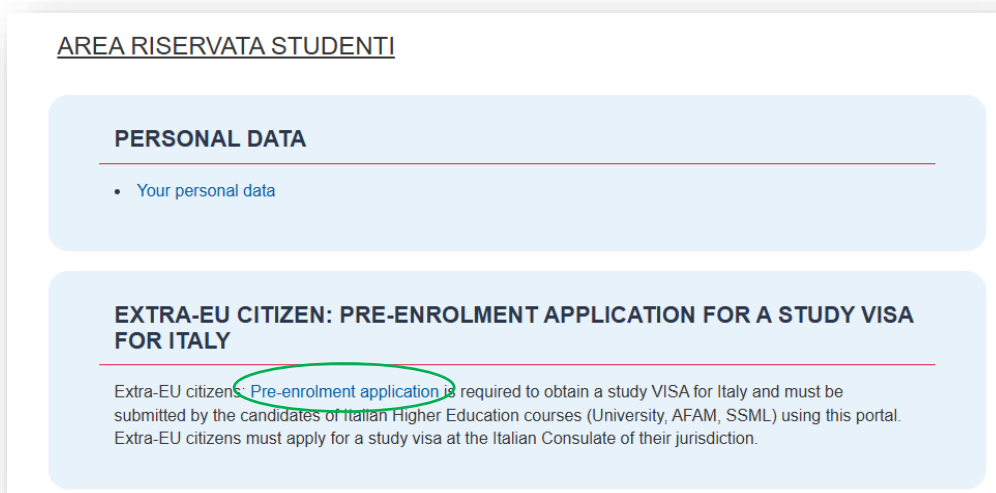 AREA RISERVATA STUDENTI
PERSONAL DATA
• Your personal data
EXTRA-EU CITIZEN: PRE-ENROLMENT APPLICATION FOR A STUDY VISA
FOR ITALY
Extra-EU citizens: Pre-enrolment application is required to obtain a study VISA for Italy and must be
submitted by the candidates of Italian Higher Education courses (University, AFAM, SSML) using this portal.
Extra-EU citizens must apply for a study visa at the Italian Consulate of their jurisdiction.